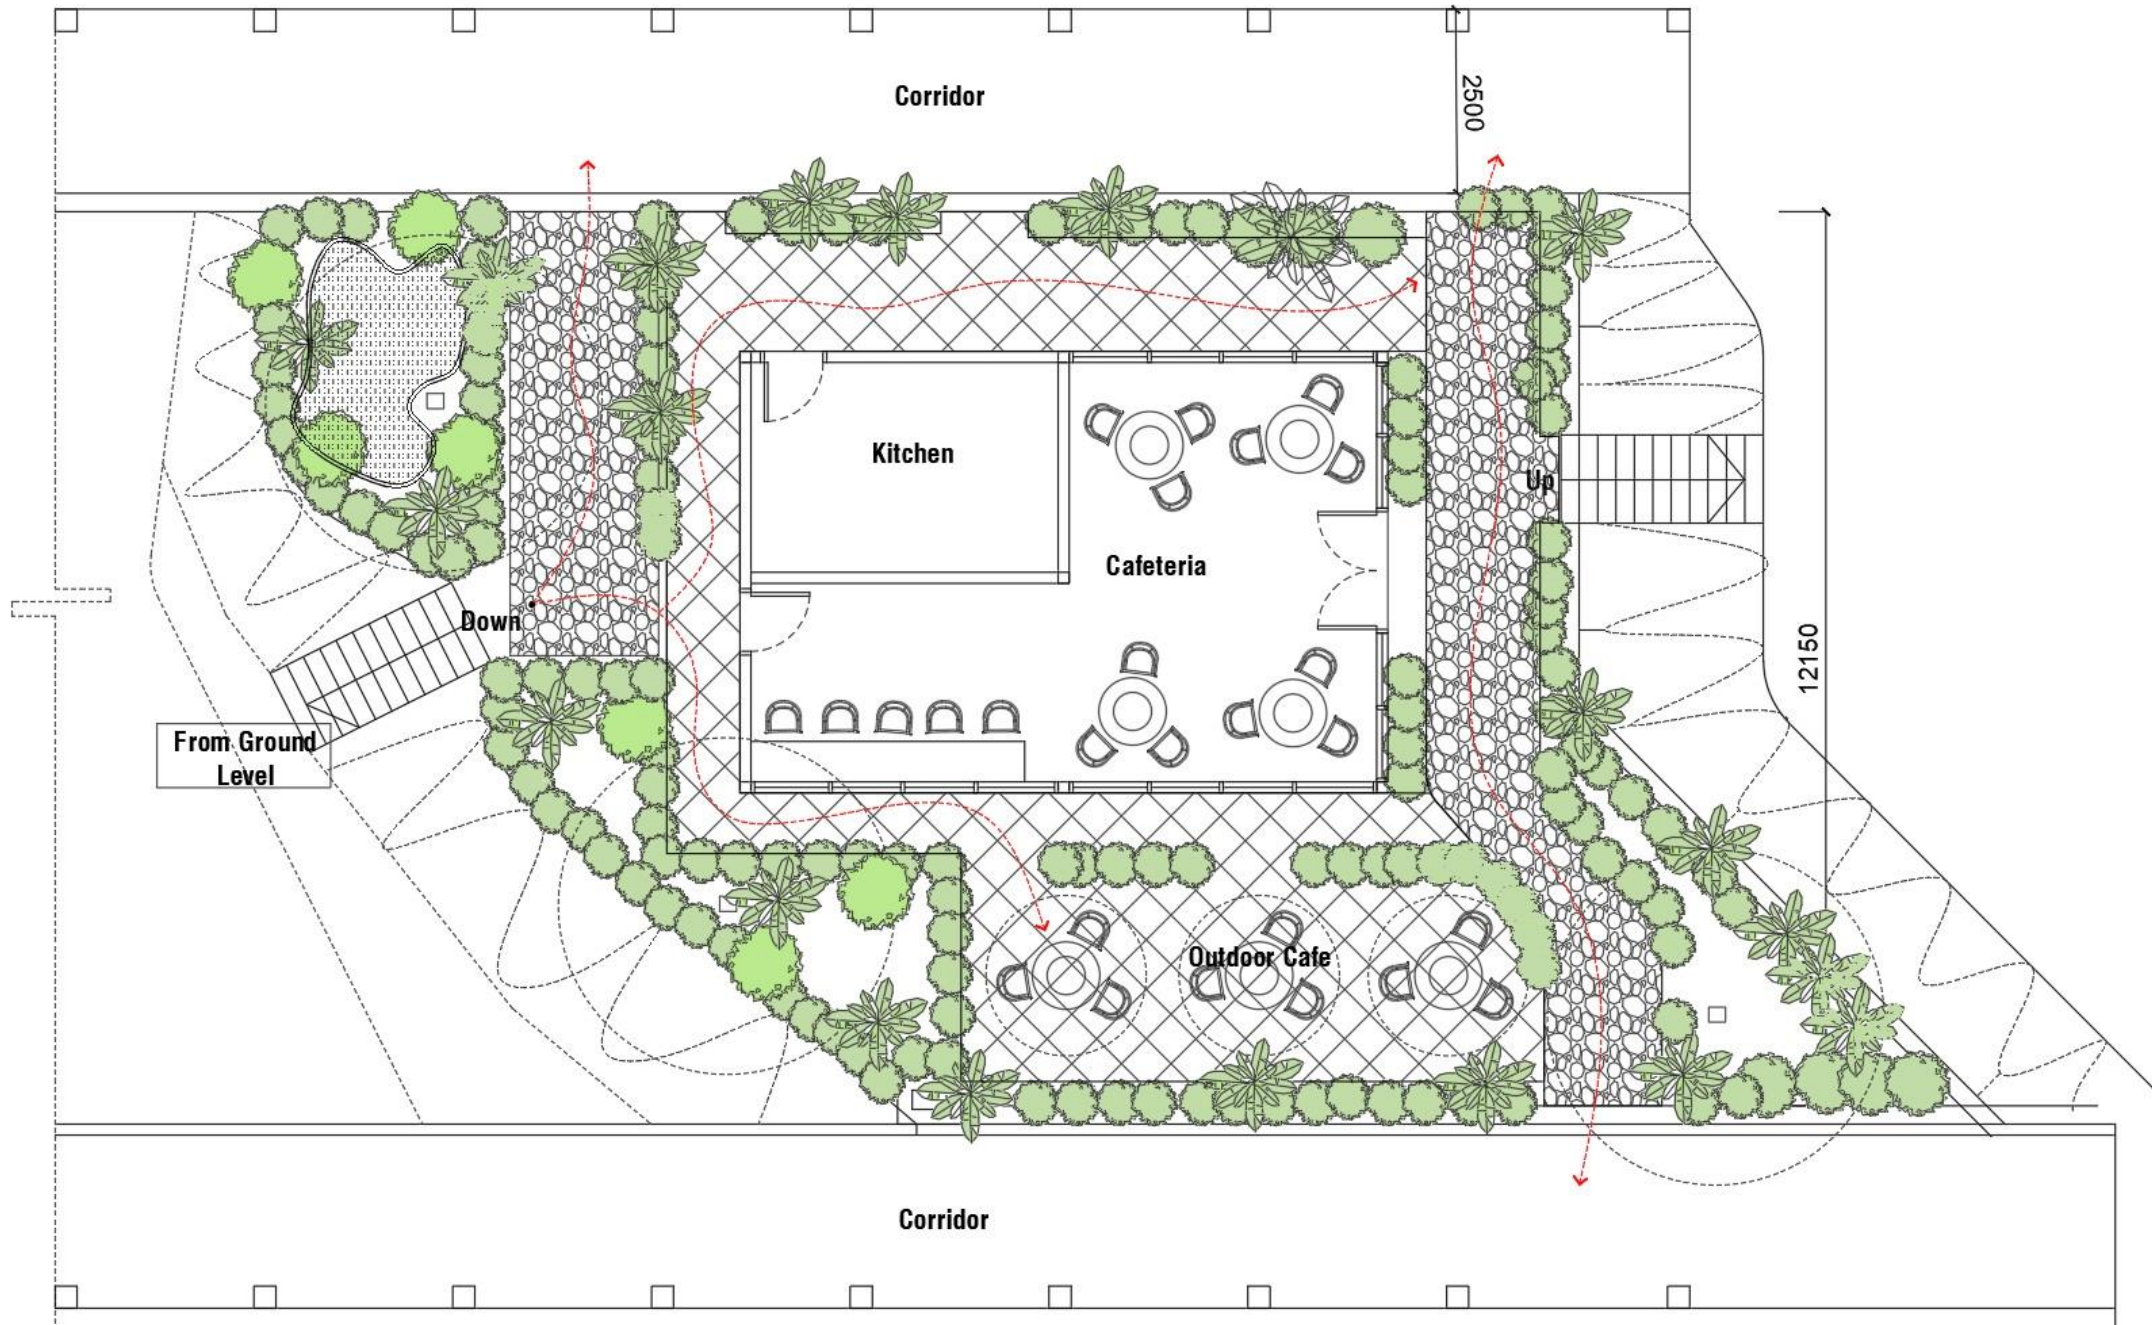 Corridor
2500
Kitchen
Up
Cafeteria
Down
12150
From Ground
Level
Outdoor Cafe
Corridor